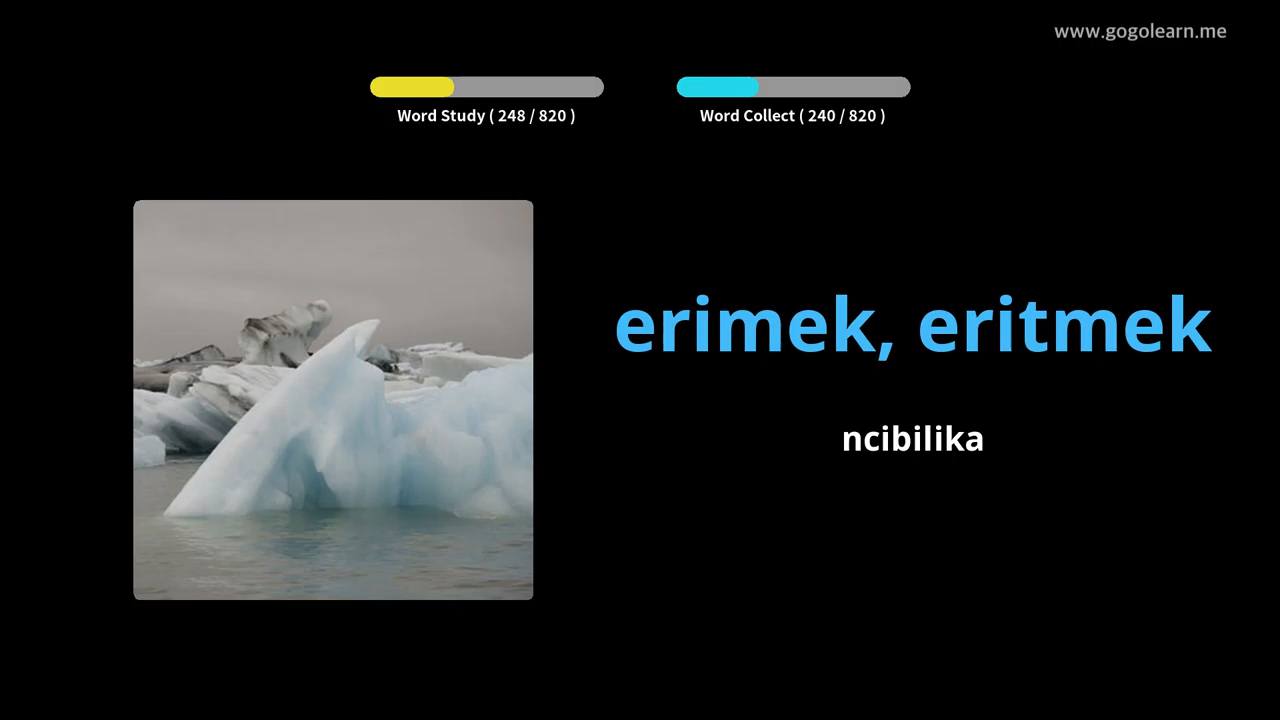 www.gogolearn.me
Word Study ( 248 / 820 )
Word Collect ( 240 / 820 )
erimek, eritmek
ncibilika